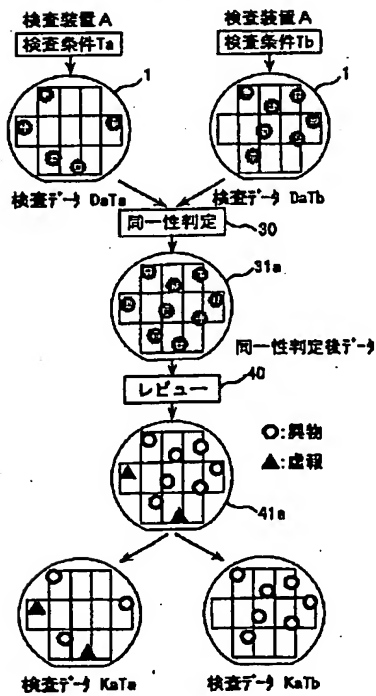 検査装置A 検査装置A
検査条件Ta 検査条件Tb
1 1
検査データ DaTa 検査データ DaTb
同一性判定 30
31a
同一性判定後データ
レビュー 40
○:異物
▲:虚報
41a
検査データ KaTa 検査データ KaTb